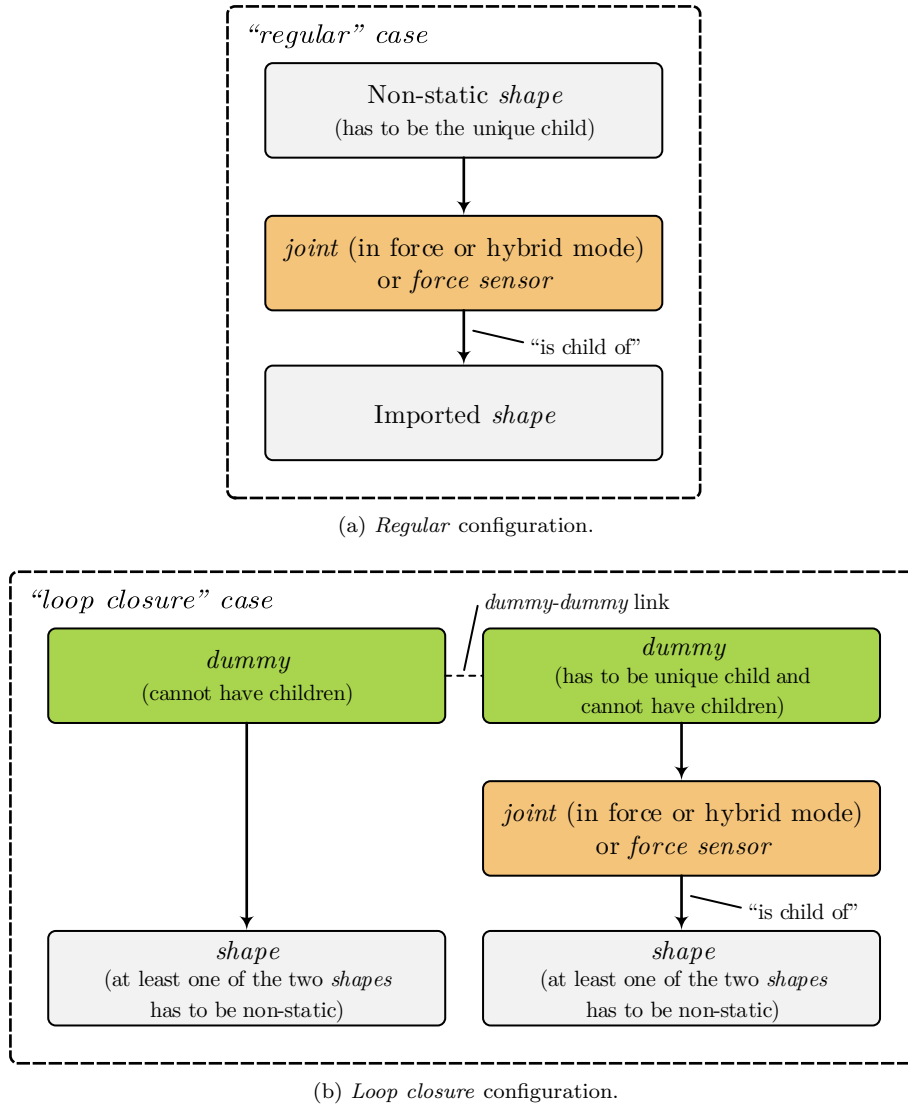 “regular” case
Non-static shape
(has to be the unique child)
joint (in force or hybrid mode)
or force sensor
“is child of”
Imported shape
(a) Regular configuration.
“loop closure” case
dummy-dummy link
dummy
(cannot have children)
dummy
(has to be unique child and
cannot have children)
joint (in force or hybrid mode)
or force sensor
“is child of”
shape
(at least one of the two shapes
has to be non-static)
shape
(at least one of the two shapes
has to be non-static)
(b) Loop closure configuration.